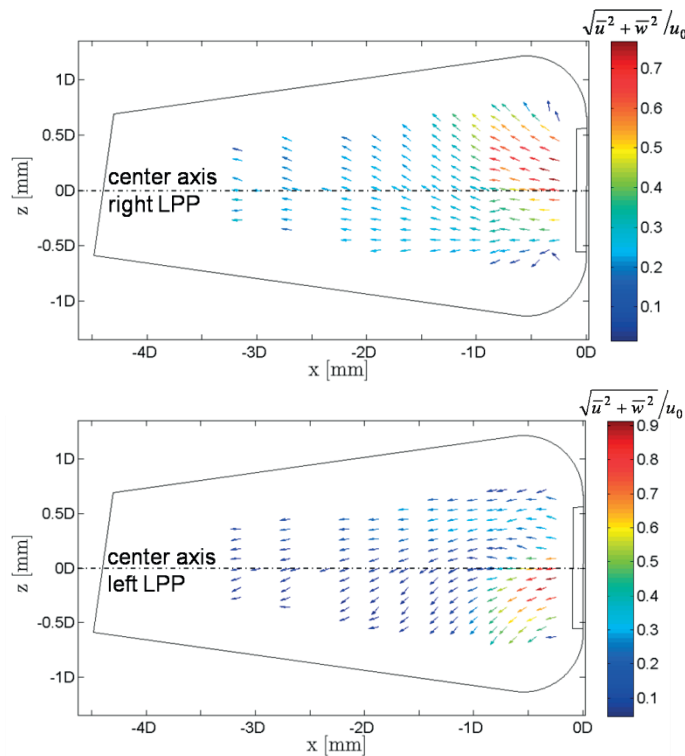 √u̅² + w̅²/u₀
1D
0.5D
0D
-0.5D
-1D
z [mm]
center axis
right LPP
-4D
-3D
-2D
-1D
0D
x [mm]
0.7
0.6
0.5
0.4
0.3
0.2
0.1
√u̅² + w̅²/u₀
1D
0.5D
0D
-0.5D
-1D
z [mm]
center axis
left LPP
-4D
-3D
-2D
-1D
0D
x [mm]
0.9
0.8
0.7
0.6
0.5
0.4
0.3
0.2
0.1